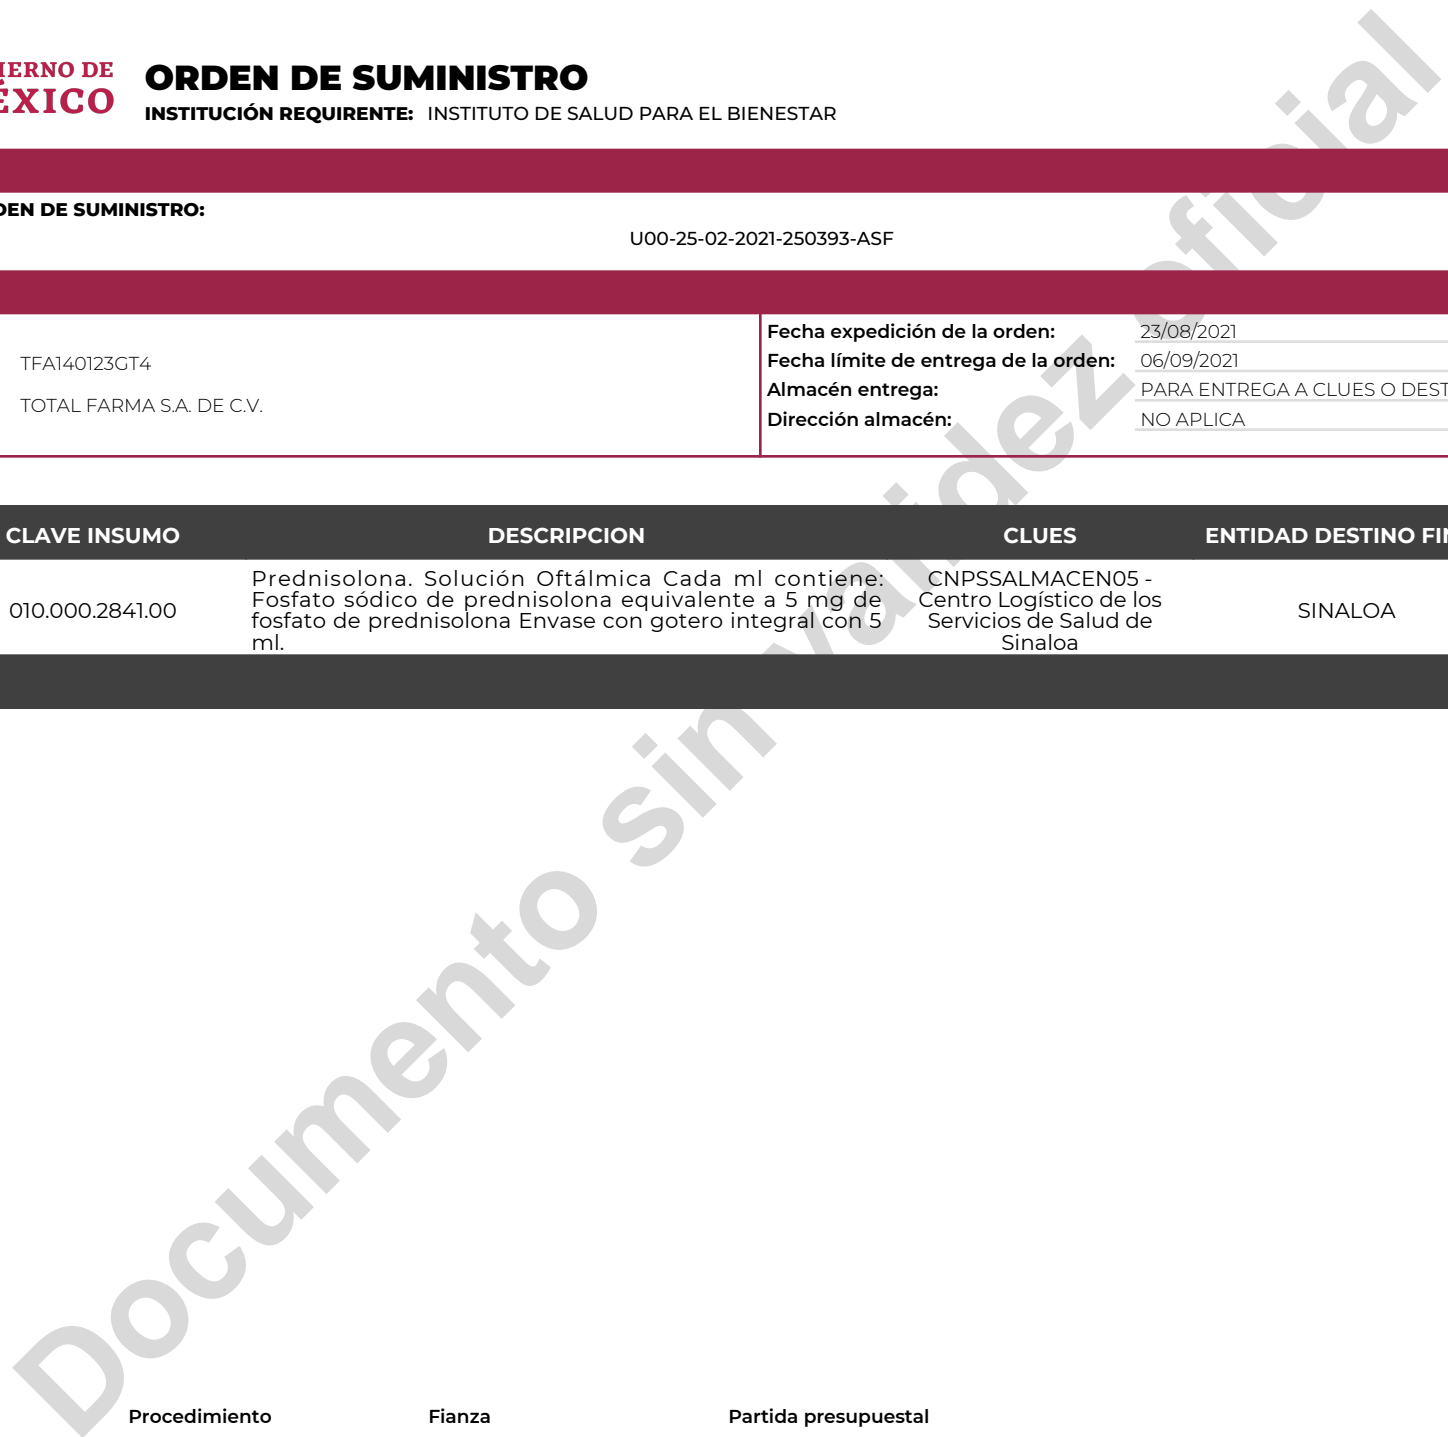 IERNO DE
ÉXICO
ORDEN DE SUMINISTRO
INSTITUCIÓN REQUIRENTE: INSTITUTO DE SALUD PARA EL BIENESTAR
DEN DE SUMINISTRO:
U00-25-02-2021-250393-ASF
TFA140123GT4
TOTAL FARMA S.A. DE C.V.
Fecha expedición de la orden: 23/08/2021
Fecha límite de entrega de la orden: 06/09/2021
Almacén entrega: PARA ENTREGA A CLUES O DEST
Dirección almacén: NO APLICA
CLAVE INSUMO DESCRIPCION CLUES ENTIDAD DESTINO FIN
010.000.2841.00
Prednisolona. Solución Oftálmica Cada ml contiene:
Fosfato sódico de prednisolona equivalente a 5 mg de
fosfato de prednisolona Envase con gotero integral con 5
ml.
CNPSSALMACEN05 -
Centro Logístico de los
Servicios de Salud de
Sinaloa
SINALOA
Documento sin validez oficial
Procedimiento Fianza Partida presupuestal